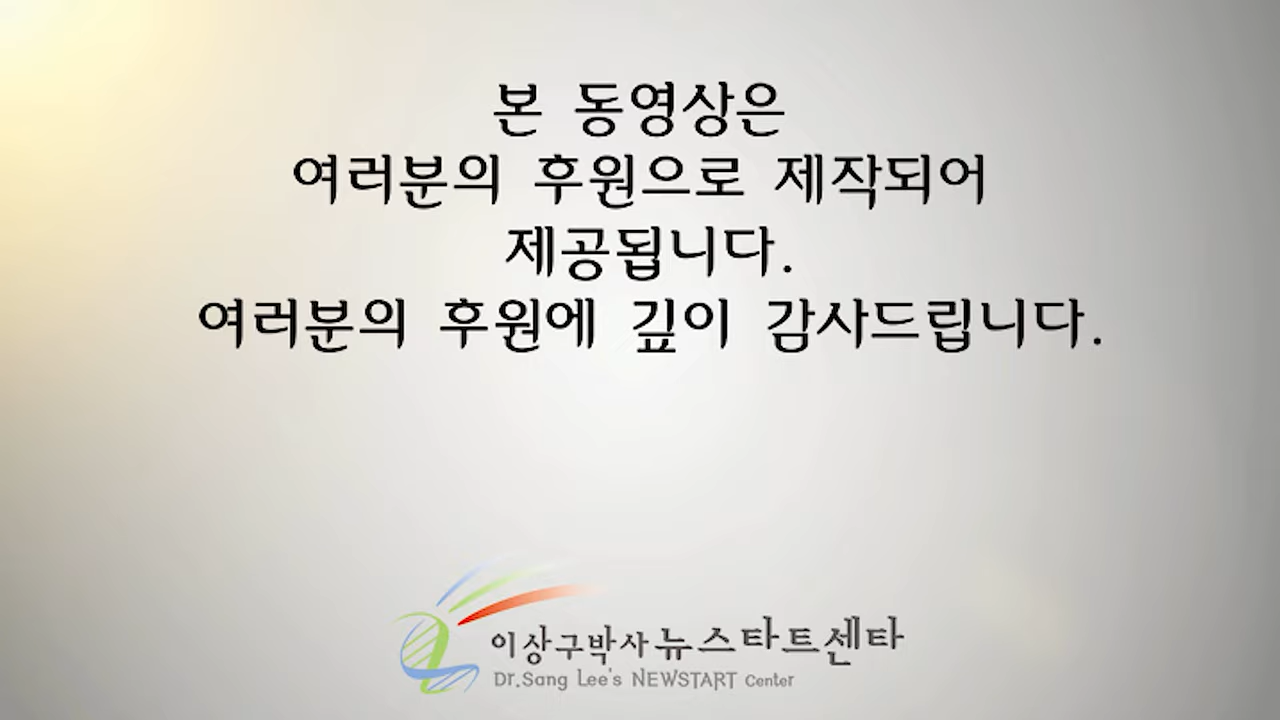 본 동영상은
여러분의 후원으로 제작되어
제공됩니다.
여러분의 후원에 깊이 감사드립니다.
이상구박사 뉴스타트센타
Dr.Sang Lee's NEWSTART Center